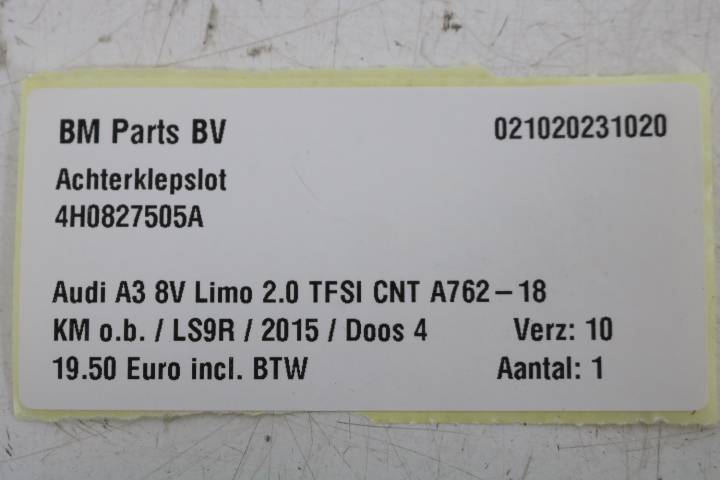 BM Parts BV 021020231020
Achterklepslot
4H0827505A
Audi A3 8V Limo 2.0 TFSI CNT A762-18
KM o.b. / LS9R / 2015 / Doos 4 Verz: 10
19.50 Euro incl. BTW Aantal: 1